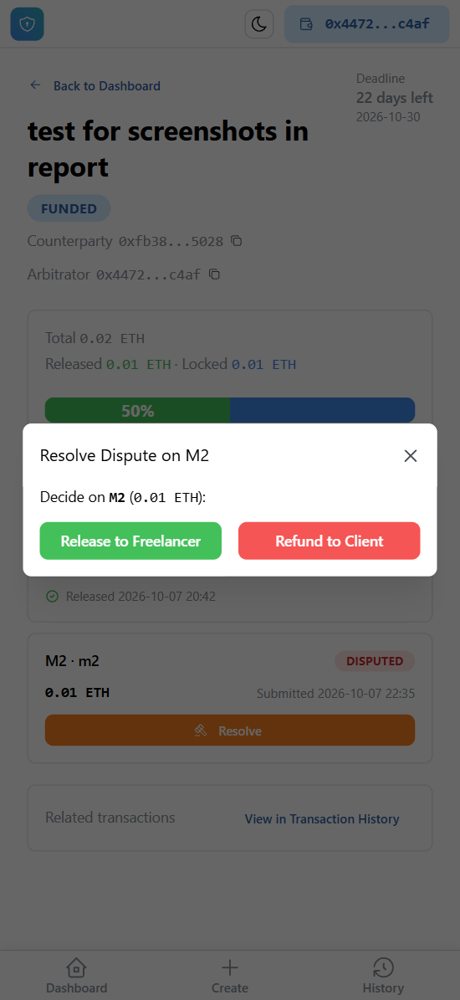 0x4472...c4af
Back to Dashboard
Deadline
22 days left
2026-10-30
test for screenshots in
report
FUNDED
Counterparty 0xfb38...5028
Arbitrator 0x4472...c4af
Total 0.02 ETH
Released 0.01 ETH · Locked 0.01 ETH
50%
Resolve Dispute on M2
Decide on M2 (0.01 ETH):
Release to Freelancer
Refund to Client
Released 2026-10-07 20:42
M2 · m2
DISPUTED
0.01 ETH
Submitted 2026-10-07 22:35
Resolve
Related transactions
View in Transaction History
Dashboard
Create
History